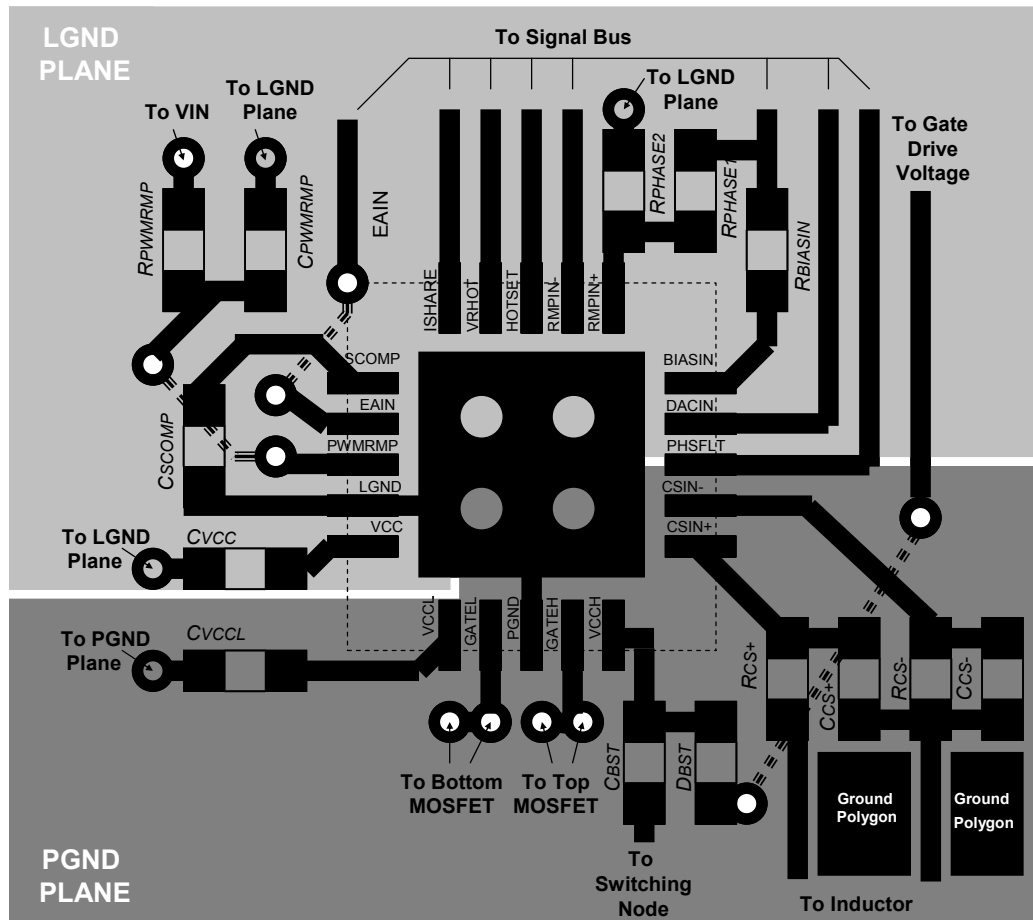 LGND
PLANE
To Signal Bus
To VIN
To LGND
Plane
To LGND
Plane
To Gate
Drive
Voltage
RPWMRMP
CPWMRMP
EAIN
RPHASE2
RPHASE1
RBIASIN
ISHARE
VRHOT
HOTSET
RMPIN-
RMPIN+
SCOMP
EAIN
PWMRMP
LGND
VCC
BIASIN
DACIN
PHSFLT
CSIN-
CSIN+
CSCOMP
To LGND
Plane
CVCC
VCCL
GATEL
PGND
GATEH
VCCH
To PGND
Plane
CVCCL
RCS+
CCS+
RCS-
CCS-
CBST
DBST
To Bottom
MOSFET
To Top
MOSFET
Ground
Polygon
Ground
Polygon
To
Switching
Node
To Inductor
PGND
PLANE